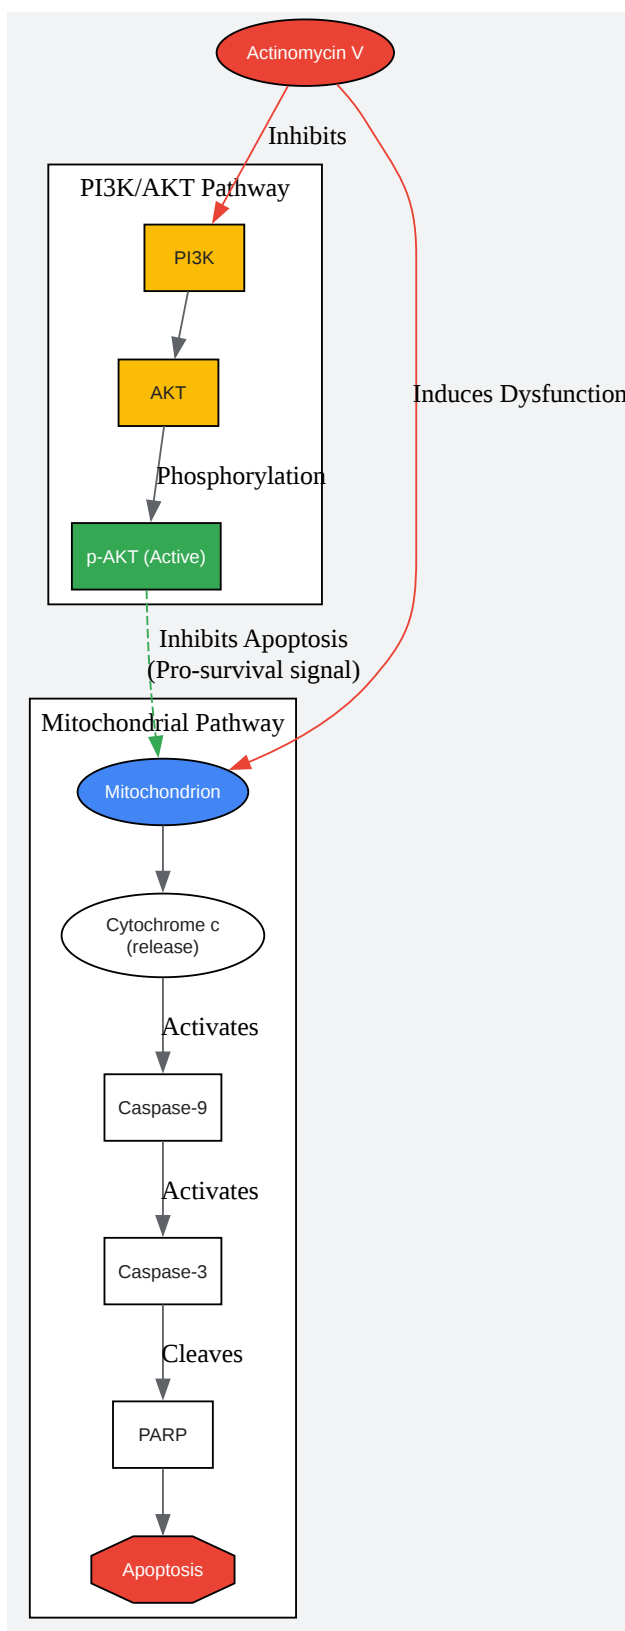 Actinomycin V
Inhibits
PI3K/AKT Pathway
PI3K
AKT
Induces Dysfunction
Phosphorylation
p-AKT (Active)
Inhibits Apoptosis
(Pro-survival signal)
Mitochondrial Pathway
Mitochondrion
Cytochrome c
(release)
Activates
Caspase-9
Activates
Caspase-3
Cleaves
PARP
Apoptosis